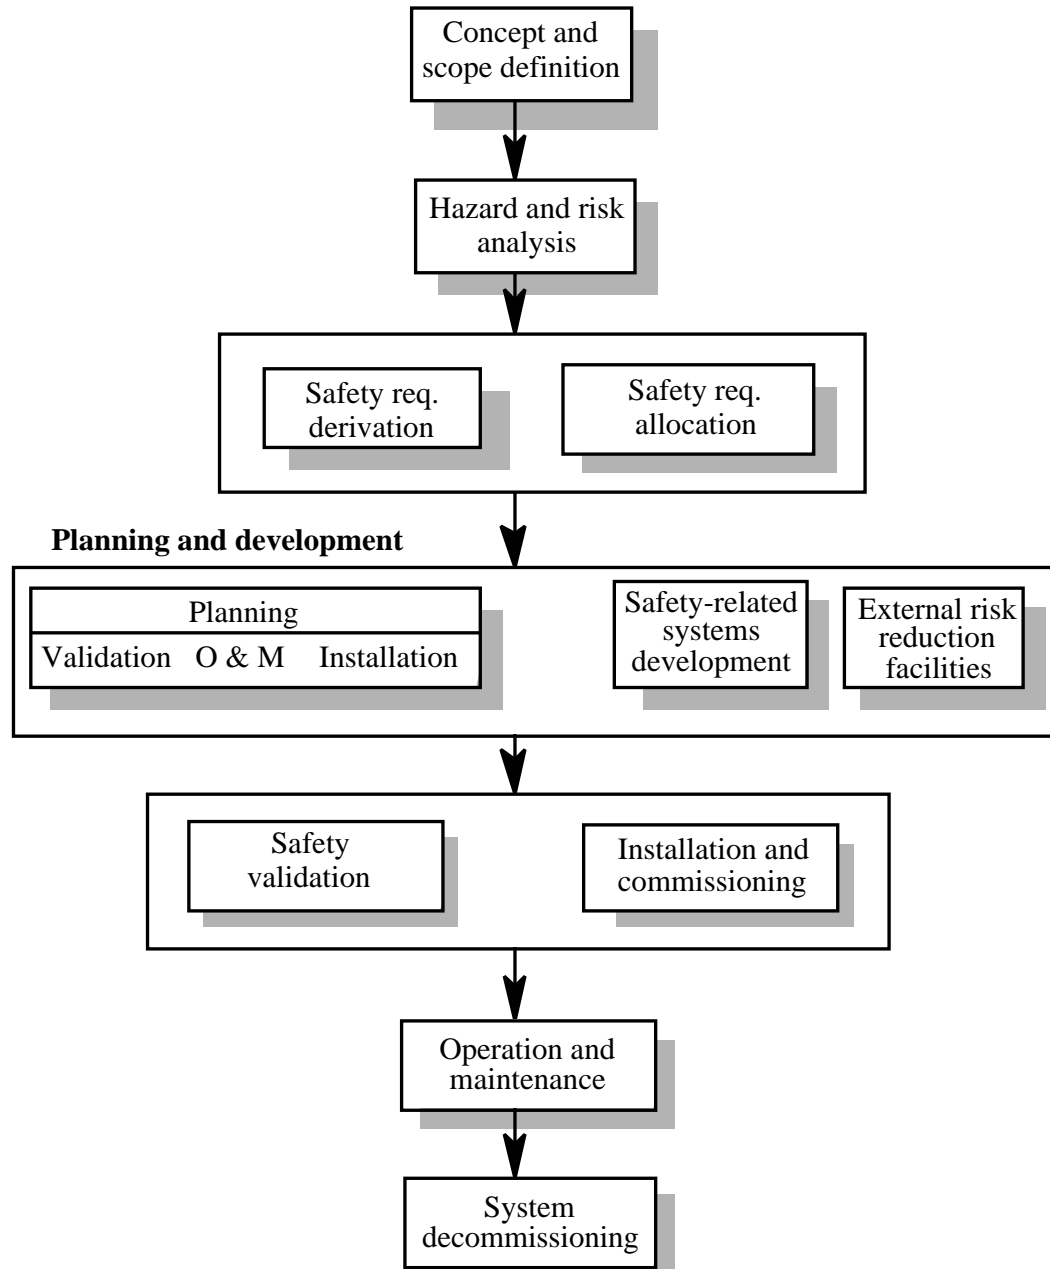 Concept and
scope definition
Hazard and risk
analysis
Safety req.
derivation
Safety req.
allocation
Planning and development
Planning
Validation O & M Installation
Safety-related
systems
development
External risk
reduction
facilities
Safety
validation
Installation and
commissioning
Operation and
maintenance
System
decommissioning